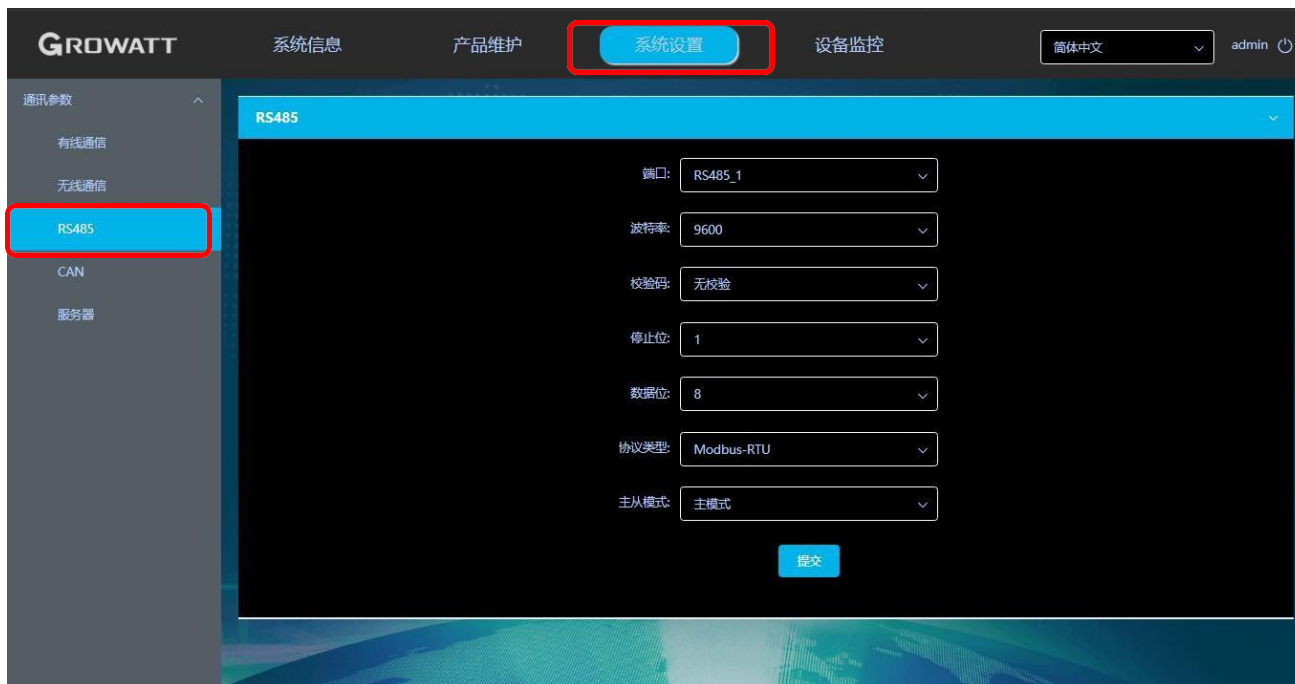 GROWATT 系统信息 产品维护 系统设置 设备监控 简体中文 admin
通讯参数
有线通信
无线通信
RS485
CAN
服务器
RS485
端口: RS485_1
波特率: 9600
校验码: 无校验
停止位: 1
数据位: 8
协议类型: Modbus-RTU
主从模式: 主模式
提交